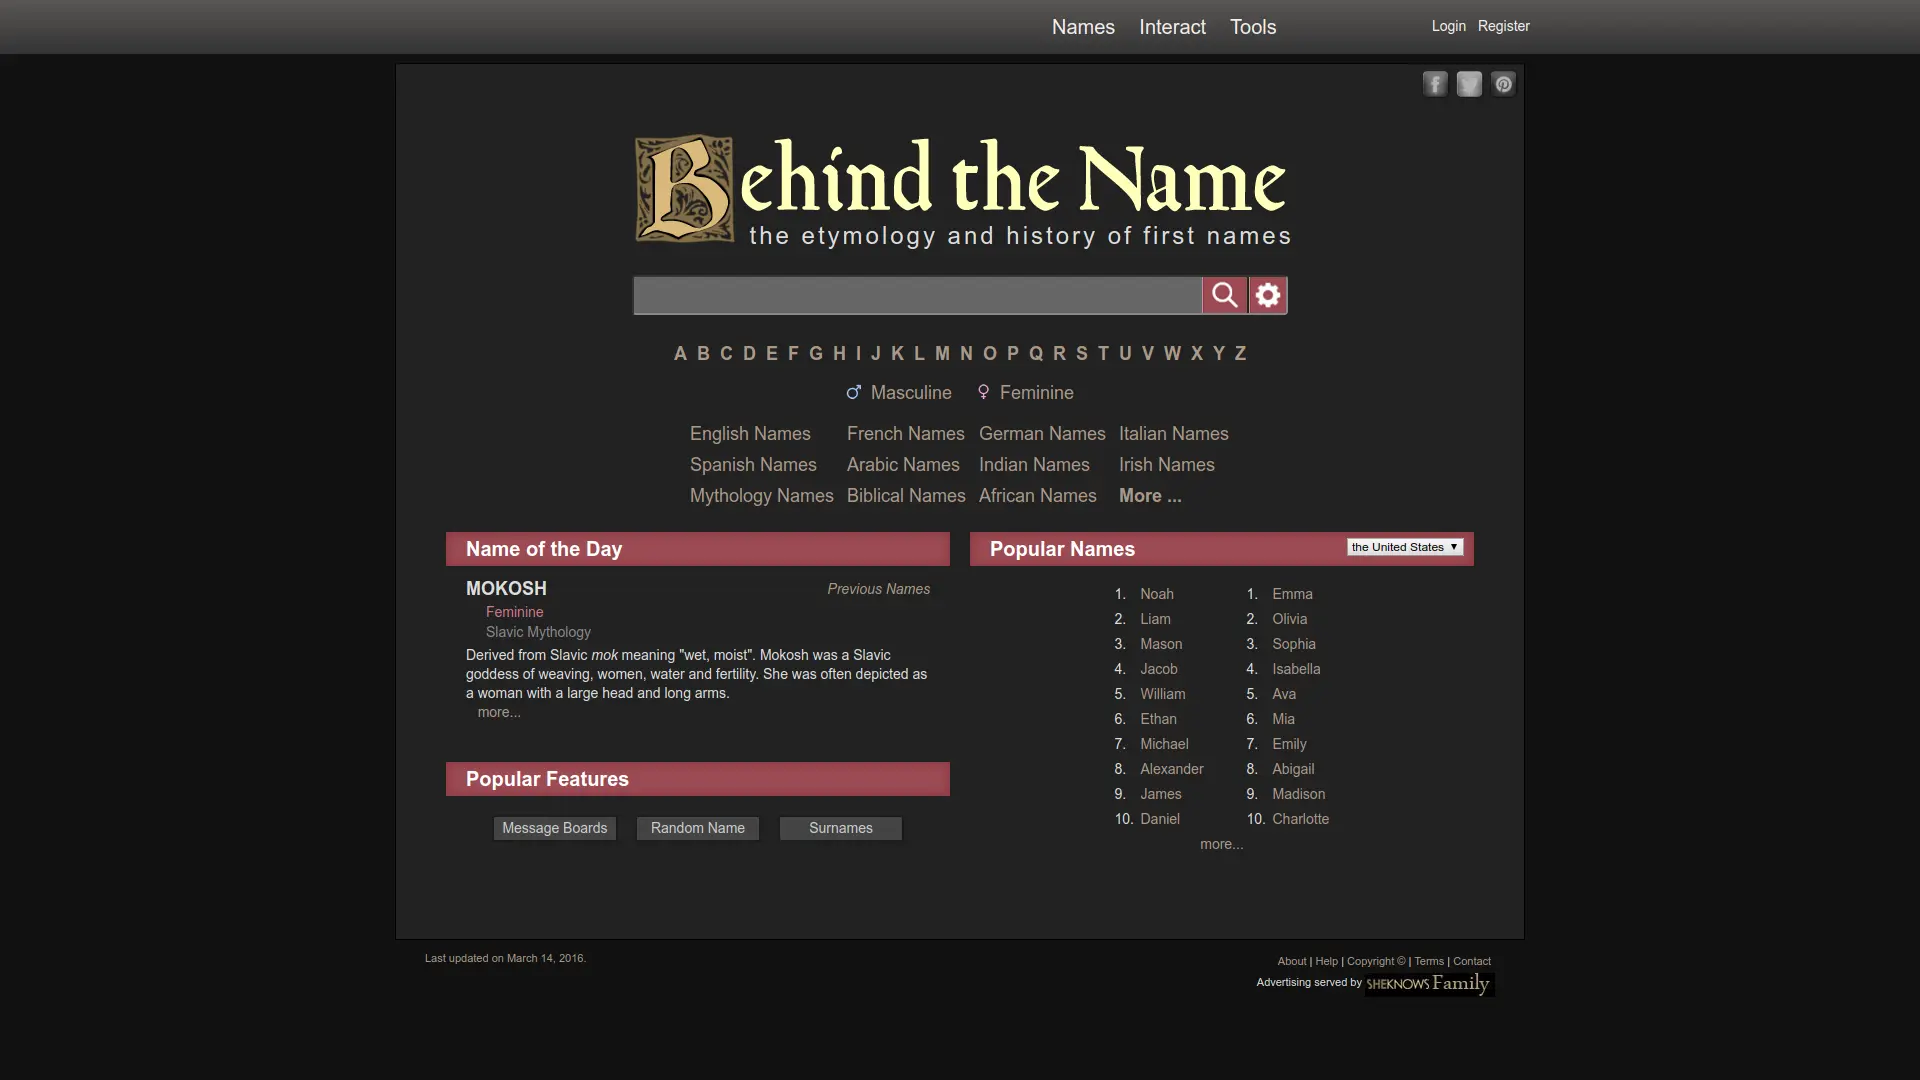 Names Interact Tools Login Register
Behind the Name
the etymology and history of first names
A B C D E F G H I J K L M N O P Q R S T U V W X Y Z
♂ Masculine ♀ Feminine
English Names French Names German Names Italian Names
Spanish Names Arabic Names Indian Names Irish Names
Mythology Names Biblical Names African Names More ...
Name of the Day
MOKOSH Previous Names
Feminine
Slavic Mythology
Derived from Slavic mok meaning "wet, moist". Mokosh was a Slavic
goddess of weaving, women, water and fertility. She was often depicted as
a woman with a large head and long arms.
more...
Popular Features
Message Boards Random Name Surnames
Popular Names the United States
1. Noah 1. Emma
2. Liam 2. Olivia
3. Mason 3. Sophia
4. Jacob 4. Isabella
5. William 5. Ava
6. Ethan 6. Mia
7. Michael 7. Emily
8. Alexander 8. Abigail
9. James 9. Madison
10. Daniel 10. Charlotte
more...
Last updated on March 14, 2016.
About | Help | Copyright © | Terms | Contact
Advertising served by SHEKNOWS Family